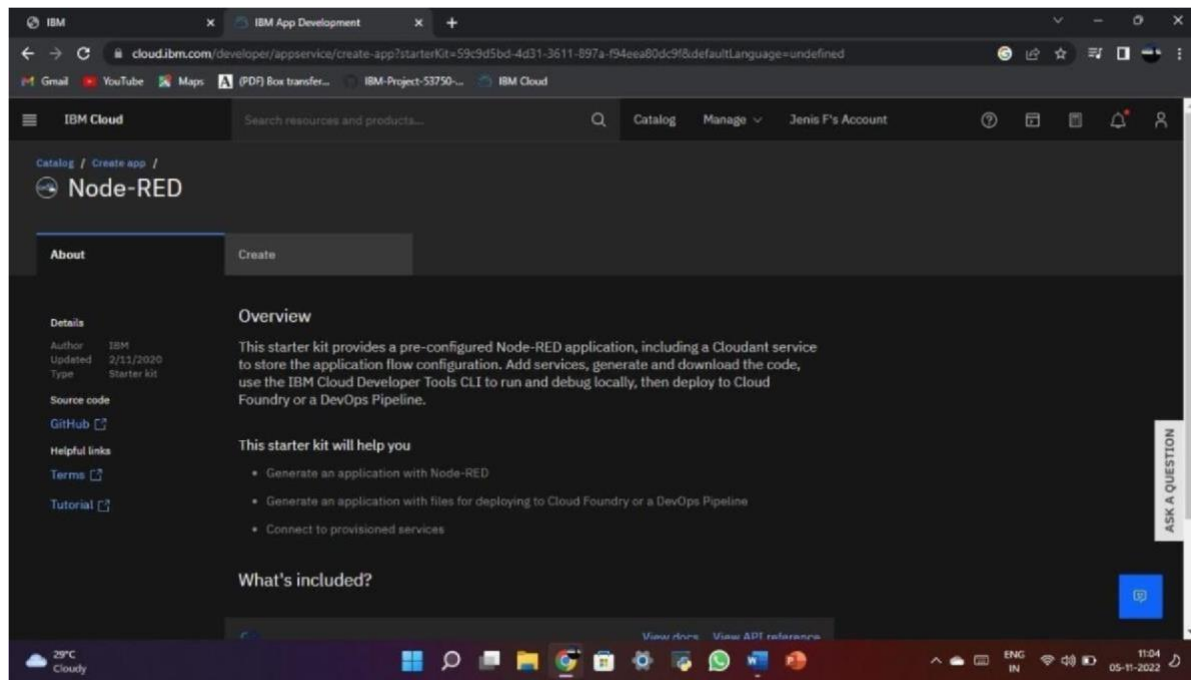 IBM
IBM App Development
cloud.ibm.com/developer/appservice/create-app?starterKit=59c9d5bd-4d31-3611-897a-f94eea80dc9f&defaultLanguage=undefined
Gmail YouTube Maps (PDF) Box transfer... IBM-Project-53750-... IBM Cloud
IBM Cloud Search resources and products... Catalog Manage Jenis F's Account
Catalog / Create app /
Node-RED
About Create
Details
Author IBM
Updated 2/11/2020
Type Starter kit
Source code
GitHub
Helpful links
Terms
Tutorial
Overview
This starter kit provides a pre-configured Node-RED application, including a Cloudant service
to store the application flow configuration. Add services, generate and download the code,
use the IBM Cloud Developer Tools CLI to run and debug locally, then deploy to Cloud
Foundry or a DevOps Pipeline.
This starter kit will help you
• Generate an application with Node-RED
• Generate an application with files for deploying to Cloud Foundry or a DevOps Pipeline
• Connect to provisioned services
What's included?
View docs View API reference
ASK A QUESTION
29°C
Cloudy
ENG
IN
11:04
05-11-2022